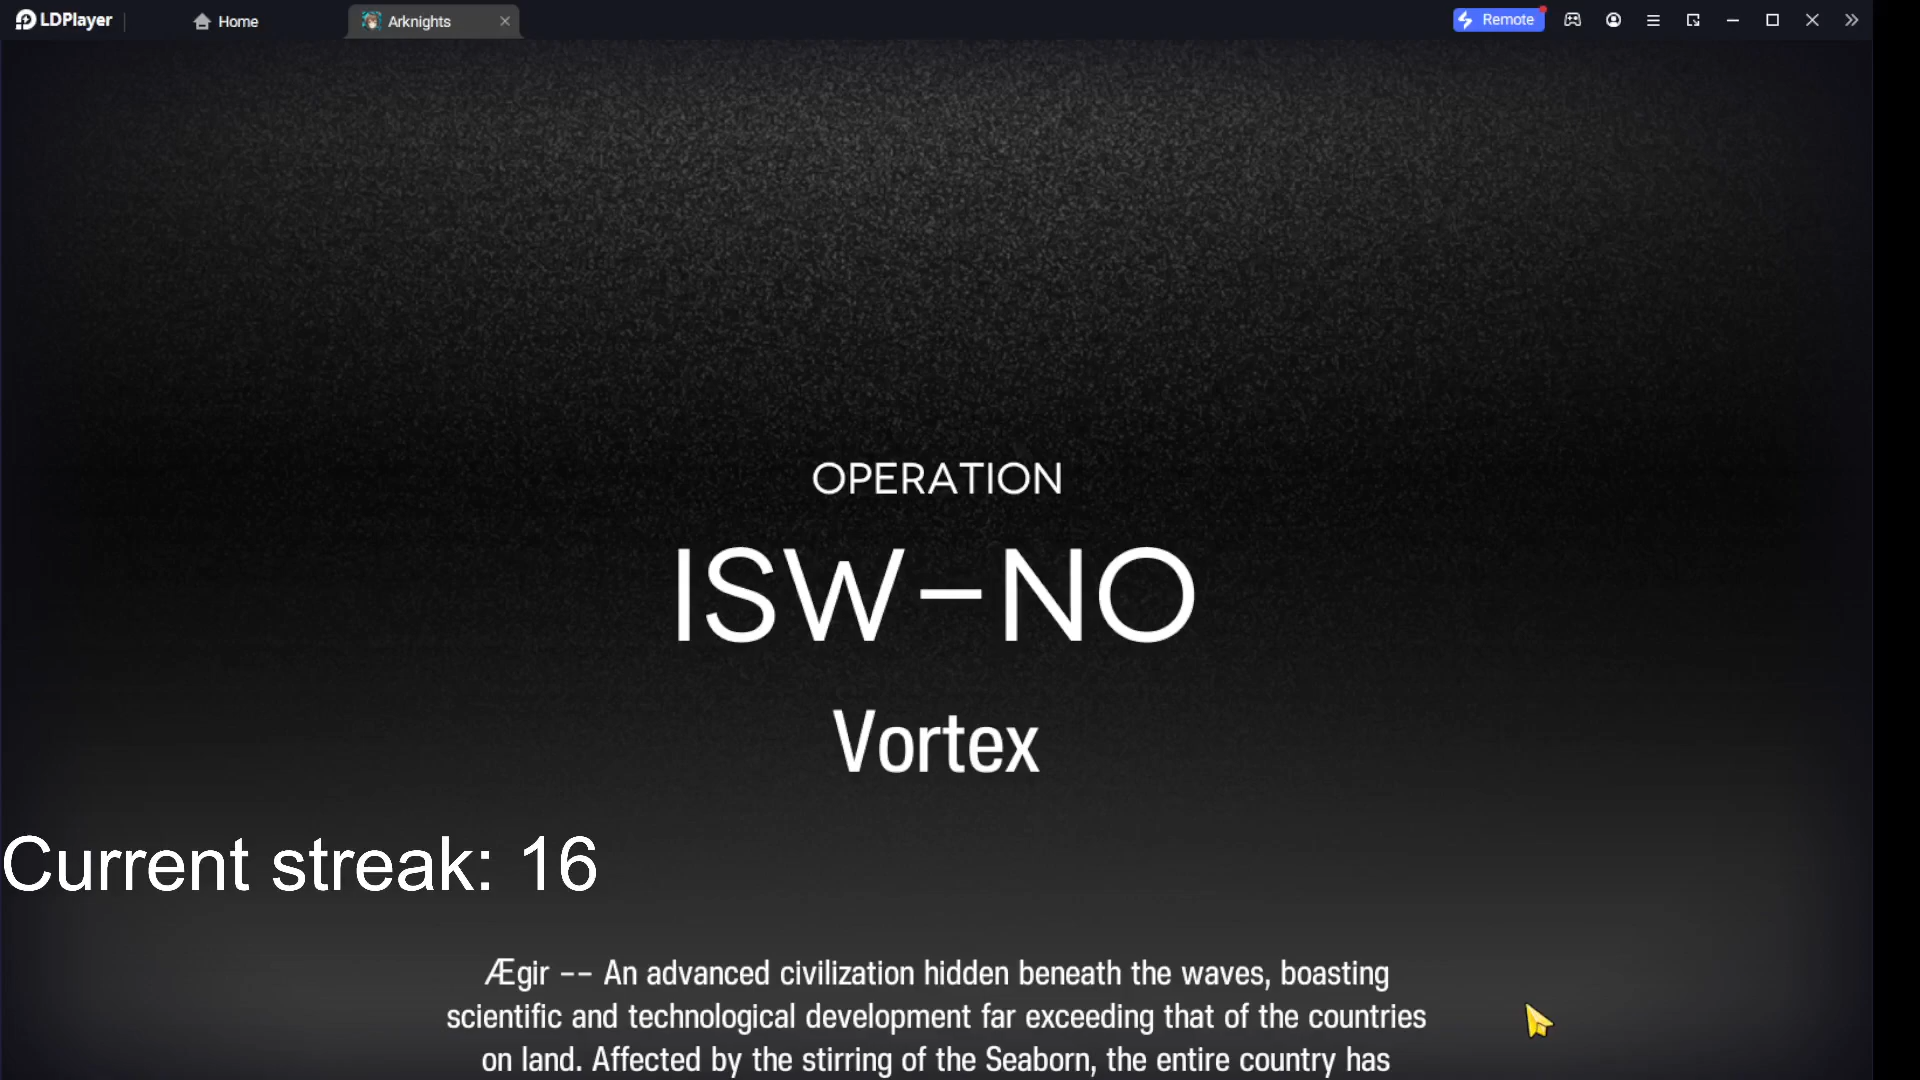 LDPlayer
Home
Arknights
Remote
OPERATION
ISW-NO
Vortex
Current streak: 16
Ægir -- An advanced civilization hidden beneath the waves, boasting
scientific and technological development far exceeding that of the countries
on land. Affected by the stirring of the Seaborn, the entire country has